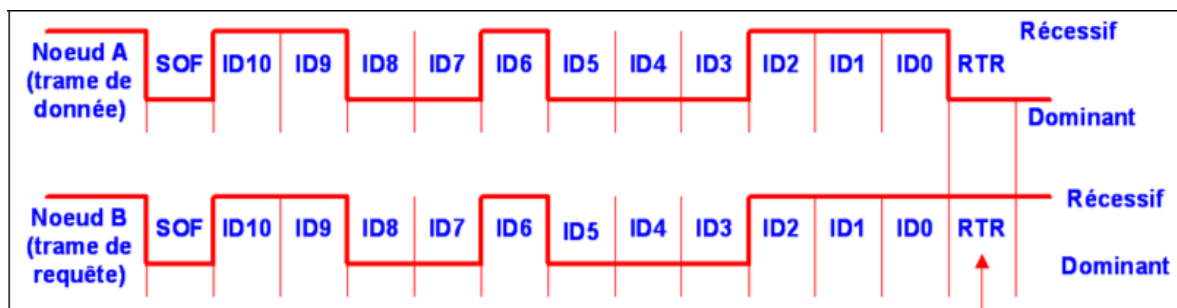 Récessif
Noeud A
(trame de
donnée)
SOF ID10 ID9 ID8 ID7 ID6 ID5 ID4 ID3 ID2 ID1 ID0 RTR
Dominant
Récessif
Noeud B
(trame de
requête)
SOF ID10 ID9 ID8 ID7 ID6 ID5 ID4 ID3 ID2 ID1 ID0 RTR
Dominant